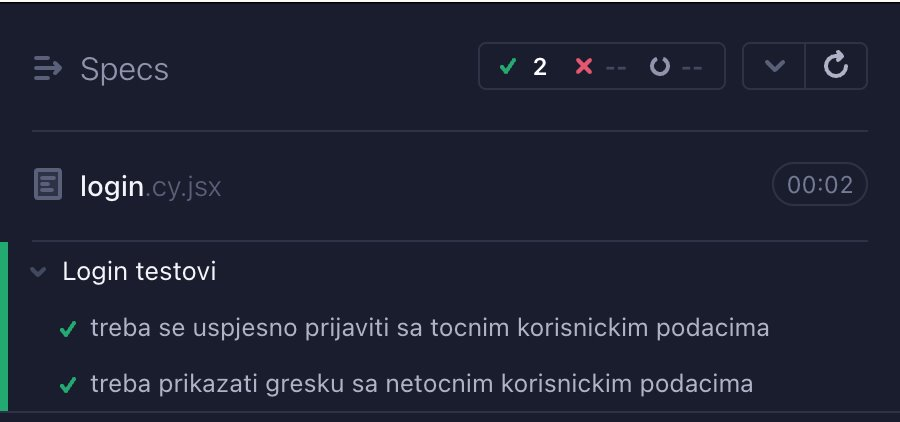 Specs
2 -- --
login.cy.jsx
00:02
Login testovi
treba se uspjesno prijaviti sa tocnim korisnickim podacima
treba prikazati gresku sa netocnim korisnickim podacima